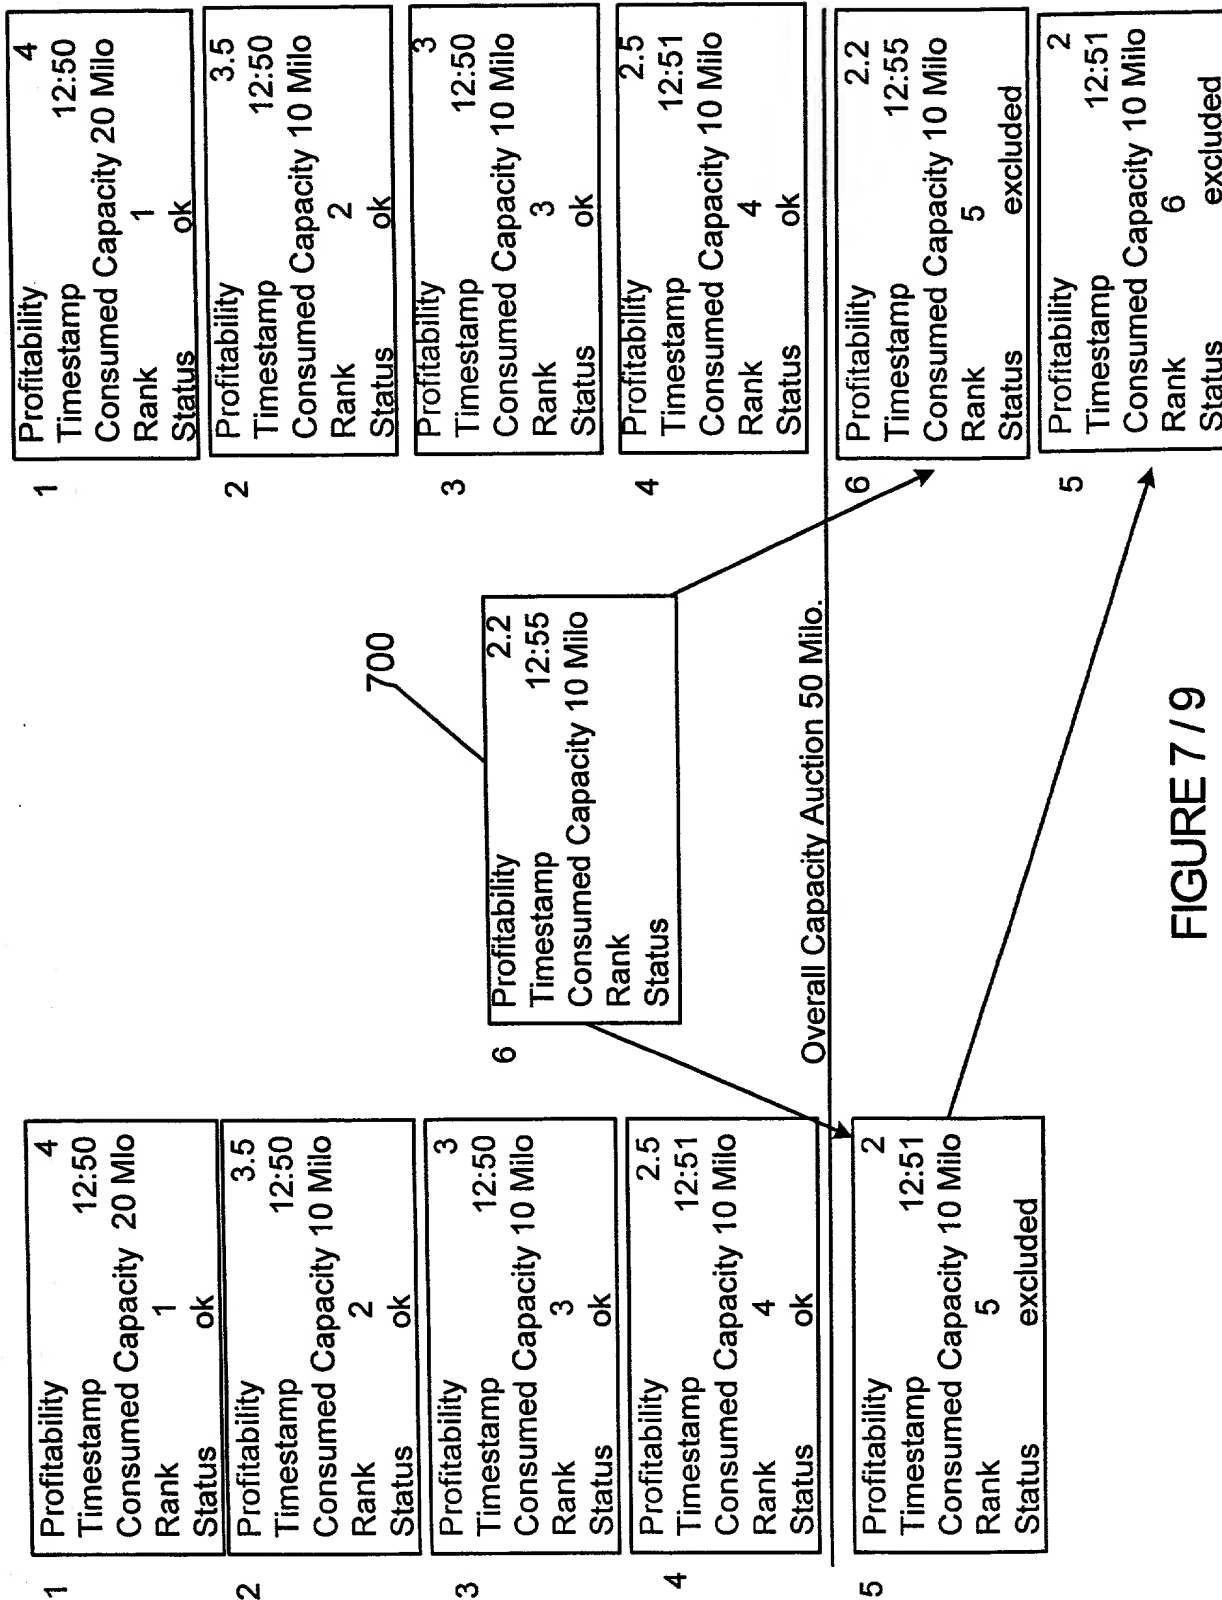 1
Profitability 4
Timestamp 12:50
Consumed Capacity 20 Mlo
Rank 1
Status ok
2
Profitability 3.5
Timestamp 12:50
Consumed Capacity 10 Milo
Rank 2
Status ok
3
Profitability 3
Timestamp 12:50
Consumed Capacity 10 Milo
Rank 3
Status ok
4
Profitability 2.5
Timestamp 12:51
Consumed Capacity 10 Milo
Rank 4
Status ok
5
Profitability 2
Timestamp 12:51
Consumed Capacity 10 Milo
Rank 5
Status excluded
700
6
Profitability 2.2
Timestamp 12:55
Consumed Capacity 10 Milo
Rank
Status
Overall Capacity Auction 50 Milo.
1
Profitability 4
Timestamp 12:50
Consumed Capacity 20 Milo
Rank 1
Status ok
2
Profitability 3.5
Timestamp 12:50
Consumed Capacity 10 Milo
Rank 2
Status ok
3
Profitability 3
Timestamp 12:50
Consumed Capacity 10 Milo
Rank 3
Status ok
4
Profitability 2.5
Timestamp 12:51
Consumed Capacity 10 Milo
Rank 4
Status ok
6
Profitability 2.2
Timestamp 12:55
Consumed Capacity 10 Milo
Rank 5
Status excluded
5
Profitability 2
Timestamp 12:51
Consumed Capacity 10 Milo
Rank 6
Status excluded
FIGURE 7 / 9